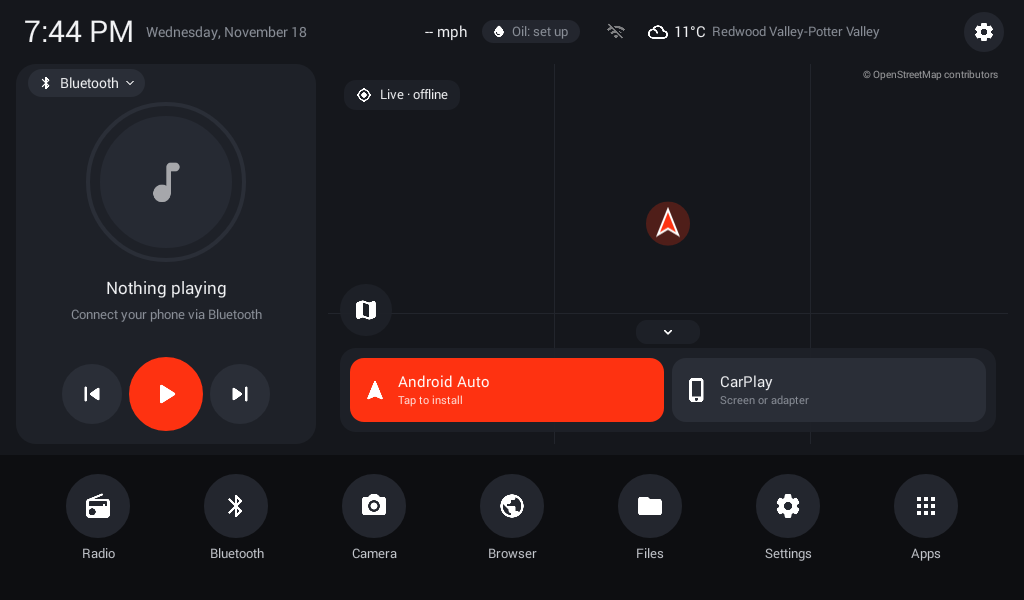 7:44 PM
Wednesday, November 18
-- mph
Oil: set up
11°C
Redwood Valley-Potter Valley
Bluetooth
Live · offline
© OpenStreetMap contributors
Nothing playing
Connect your phone via Bluetooth
Android Auto
Tap to install
CarPlay
Screen or adapter
Radio
Bluetooth
Camera
Browser
Files
Settings
Apps